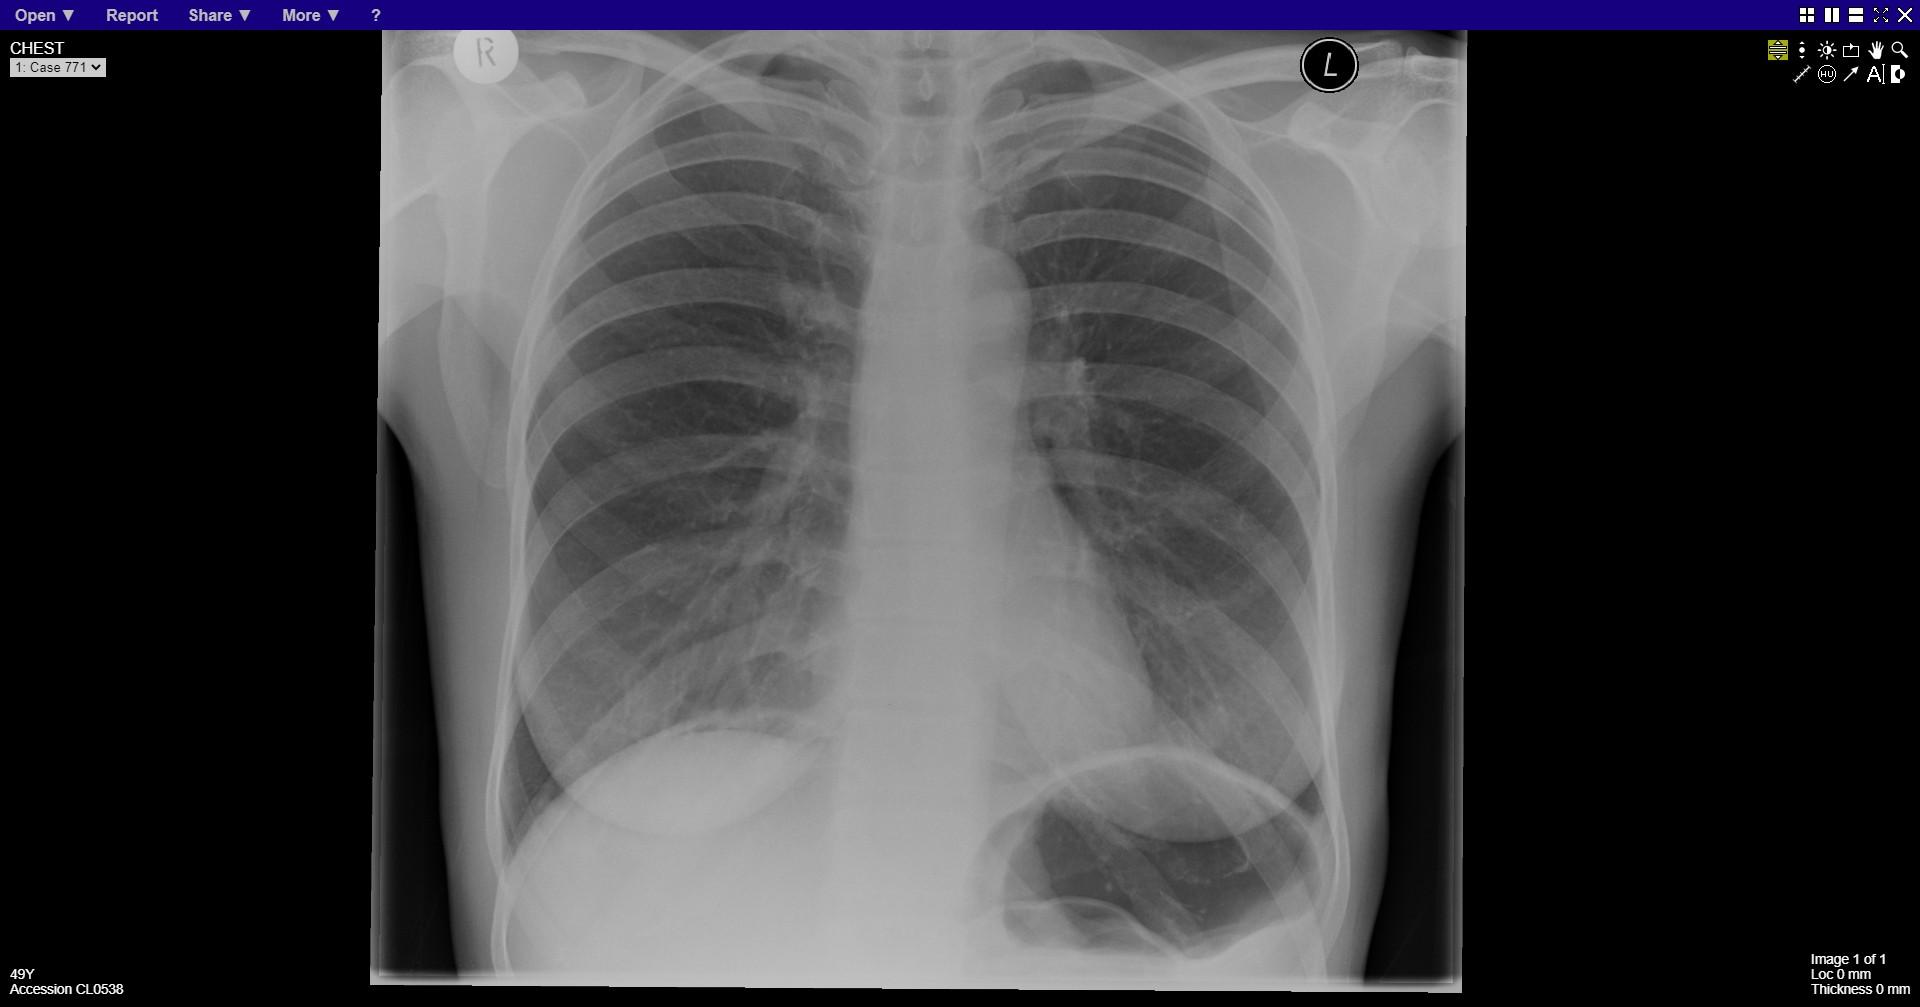 Open ▼ Report Share ▼ More ▼ ?
CHEST
1: Case 771
R
L
HU
A
49Y
Accession CL0538
Image 1 of 1
Loc 0 mm
Thickness 0 mm